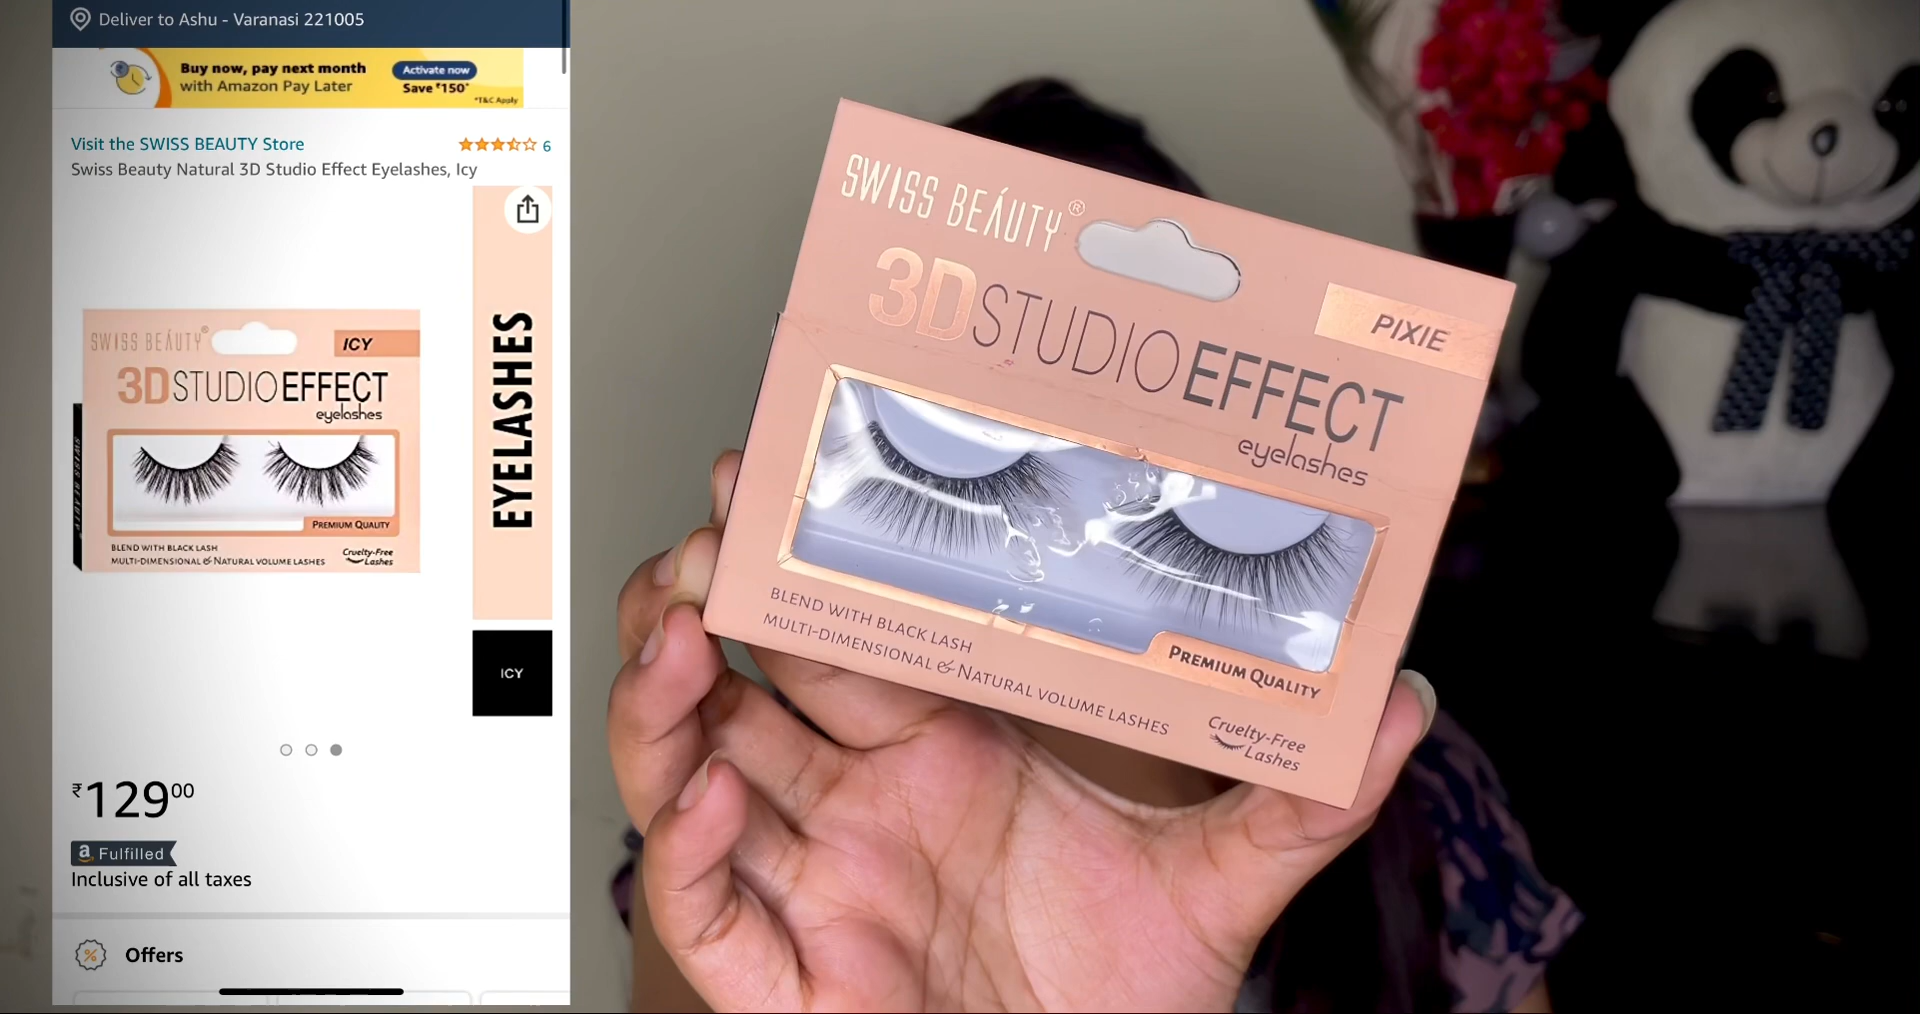 Deliver to Ashu - Varanasi 221005
Buy now, pay next month
with Amazon Pay Later
Activate now
Save ₹150*
*T&C Apply
Visit the SWISS BEAUTY Store
6
Swiss Beauty Natural 3D Studio Effect Eyelashes, Icy
SWISS BEÁUTY®
ICY
3D STUDIO EFFECT
eyelashes
PREMIUM QUALITY
BLEND WITH BLACK LASH
MULTI-DIMENSIONAL & NATURAL VOLUME LASHES
Cruelty-Free
Lashes
SWISS BEAUTY
EYELASHES
ICY
₹12900
a Fulfilled
Inclusive of all taxes
% Offers
SWISS BEÁUTY®
PIXIE
3D STUDIO EFFECT
eyelashes
BLEND WITH BLACK LASH
MULTI-DIMENSIONAL & NATURAL VOLUME LASHES
PREMIUM QUALITY
Cruelty-Free
Lashes